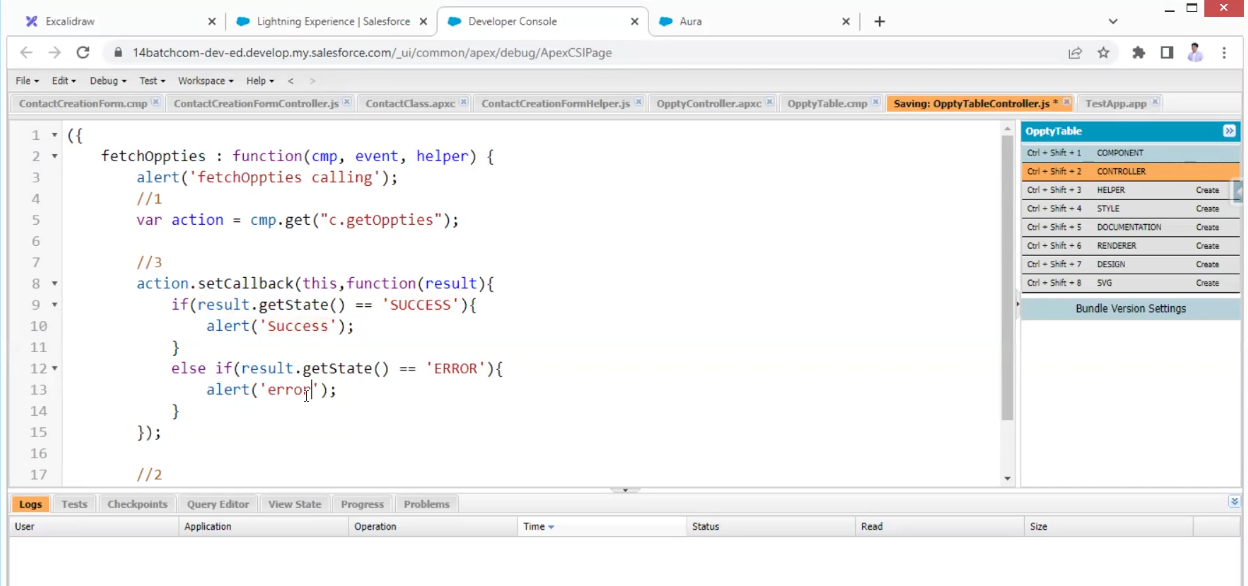 Excalidraw
Lightning Experience | Salesforce
Developer Console
Aura
14batchcom-dev-ed.develop.my.salesforce.com/_ui/common/apex/debug/ApexCSIPage
File Edit Debug Test Workspace Help < >
ContactCreationForm.cmp ContactCreationFormController.js ContactClass.apxc ContactCreationFormHelper.js OpptyController.apxc OpptyTable.cmp Saving: OpptyTableController.js * TestApp.app
1 ({
2 fetchOppties : function(cmp, event, helper) {
3 alert('fetchOppties calling');
4 //1
5 var action = cmp.get("c.getOppties");
6
7 //3
8 action.setCallback(this,function(result){
9 if(result.getState() == 'SUCCESS'){
10 alert('Success');
11 }
12 else if(result.getState() == 'ERROR'){
13 alert('error');
14 }
15 });
16
17 //2
OpptyTable
Ctrl + Shift + 1 COMPONENT
Ctrl + Shift + 2 CONTROLLER
Ctrl + Shift + 3 HELPER Create
Ctrl + Shift + 4 STYLE Create
Ctrl + Shift + 5 DOCUMENTATION Create
Ctrl + Shift + 6 RENDERER Create
Ctrl + Shift + 7 DESIGN Create
Ctrl + Shift + 8 SVG Create
Bundle Version Settings
Logs Tests Checkpoints Query Editor View State Progress Problems
User Application Operation Time Status Read Size